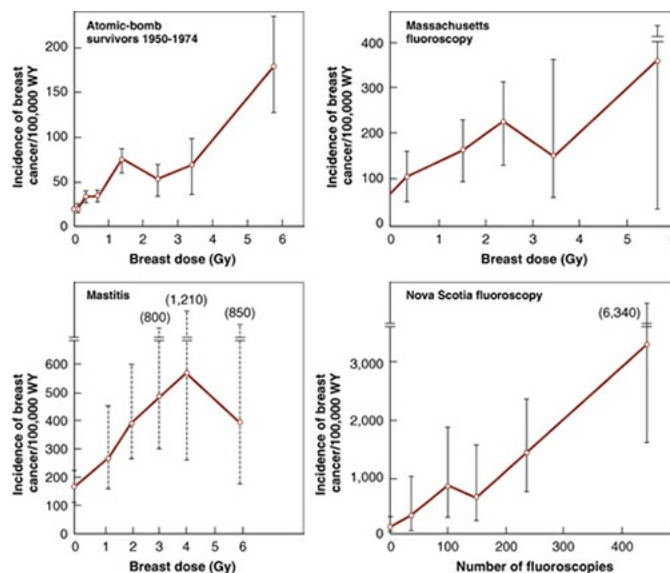 Atomic-bomb
survivors 1950-1974
Incidence of breast
cancer/100,000 WY
200
150
100
50
0
0 1 2 3 4 5 6
Breast dose (Gy)
Massachusetts
fluoroscopy
Incidence of breast
cancer/100,000 WY
400
300
200
100
0
0 1 2 3 4 5 6
Breast dose (Gy)
Mastitis
(1,210)
(800)
(850)
Incidence of breast
cancer/100,000 WY
600
500
400
300
200
100
0
0 1 2 3 4 5 6
Breast dose (Gy)
Nova Scotia fluoroscopy
(6,340)
Incidence of breast
cancer/100,000 WY
3,000
2,000
1,000
0
0 100 200 300 400
Number of fluoroscopies